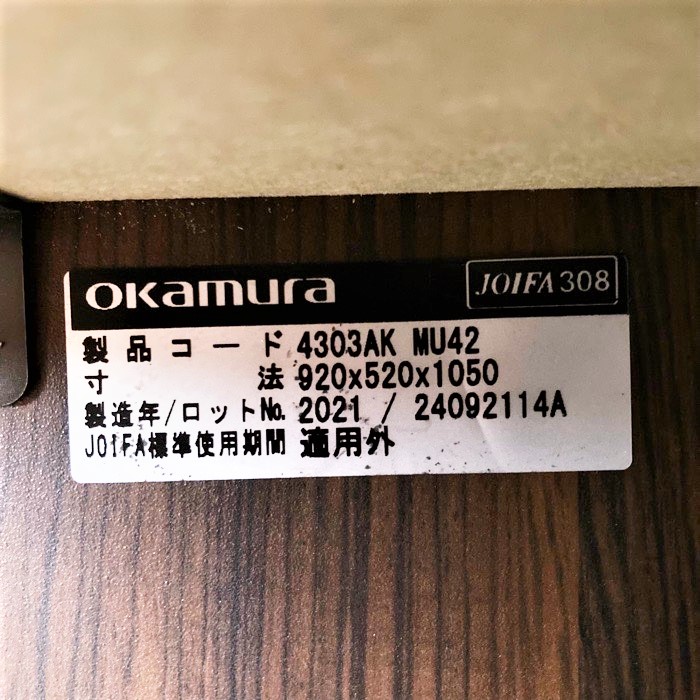 okamura JOIFA 308
製品コード 4303AK MU42
寸法 920x520x1050
製造年/ロットNo. 2021 / 24092114A
JOIFA標準使用期間 適用外